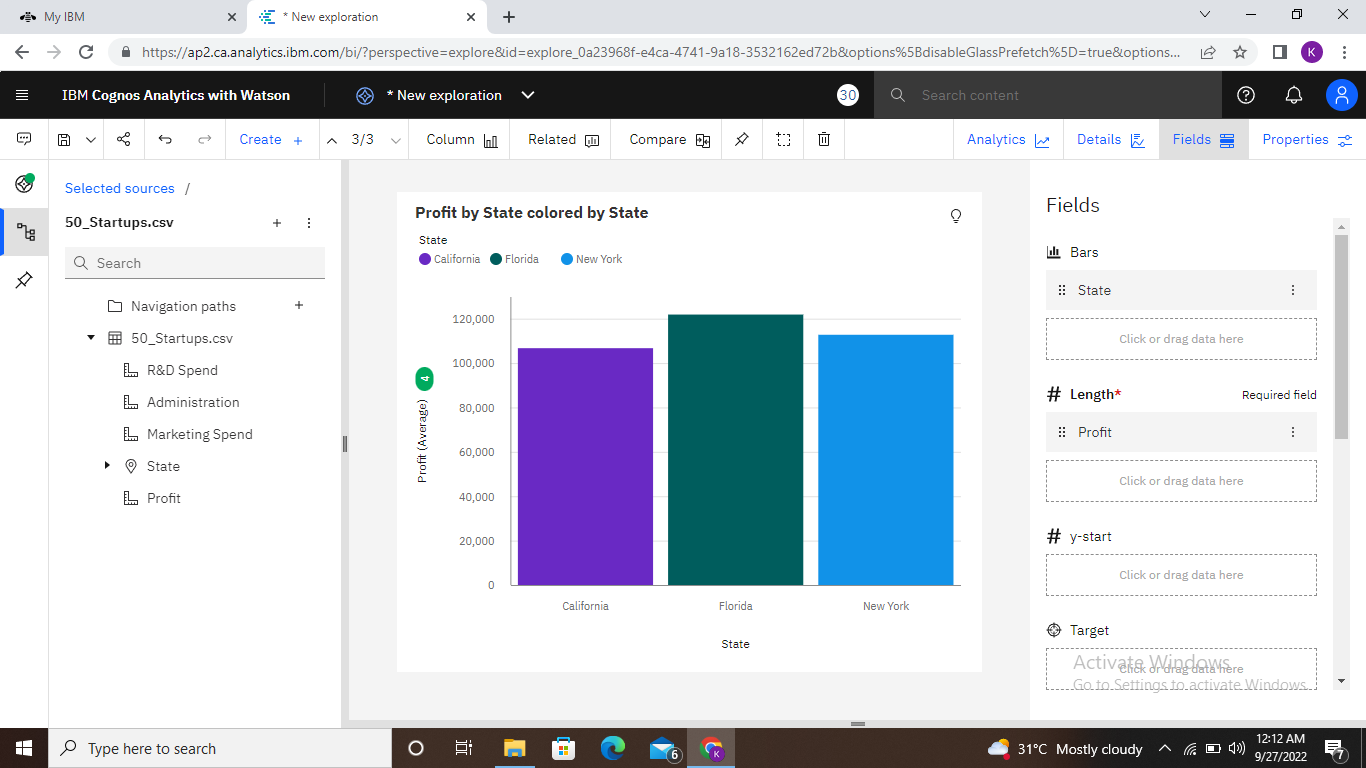 My IBM
* New exploration
https://ap2.ca.analytics.ibm.com/bi/?perspective=explore&id=explore_0a23968f-e4ca-4741-9a18-3532162ed72b&options%5BdisableGlassPrefetch%5D=true&options...
K
IBM Cognos Analytics with Watson
* New exploration
30
Search content
Create
3/3
Column
Related
Compare
Analytics
Details
Fields
Properties
Selected sources /
50_Startups.csv
Search
Navigation paths
50_Startups.csv
R&D Spend
Administration
Marketing Spend
State
Profit
Profit by State colored by State
State
California
Florida
New York
120,000
100,000
80,000
60,000
40,000
20,000
0
4
Profit (Average)
California
Florida
New York
State
Fields
Bars
State
Click or drag data here
Length*
Required field
Profit
Click or drag data here
y-start
Click or drag data here
Target
Click or drag data here
Activate Windows
Go to Settings to activate Windows.
Type here to search
6
K
31°C Mostly cloudy
12:12 AM
9/27/2022
7